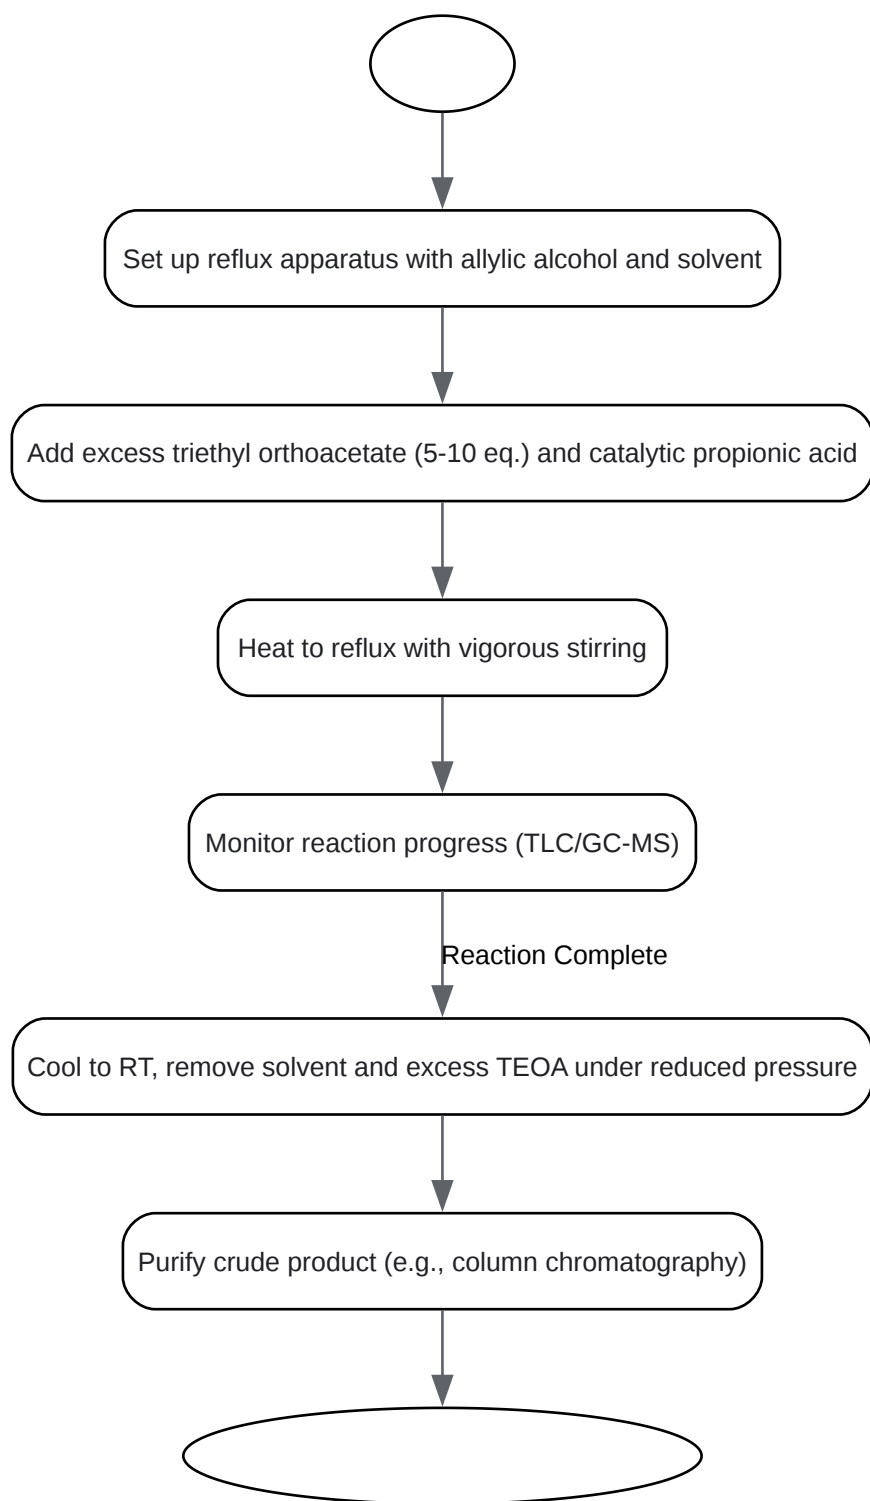 Set up reflux apparatus with allylic alcohol and solvent
Add excess triethyl orthoacetate (5-10 eq.) and catalytic propionic acid
Heat to reflux with vigorous stirring
Monitor reaction progress (TLC/GC-MS)
Reaction Complete
Cool to RT, remove solvent and excess TEOA under reduced pressure
Purify crude product (e.g., column chromatography)